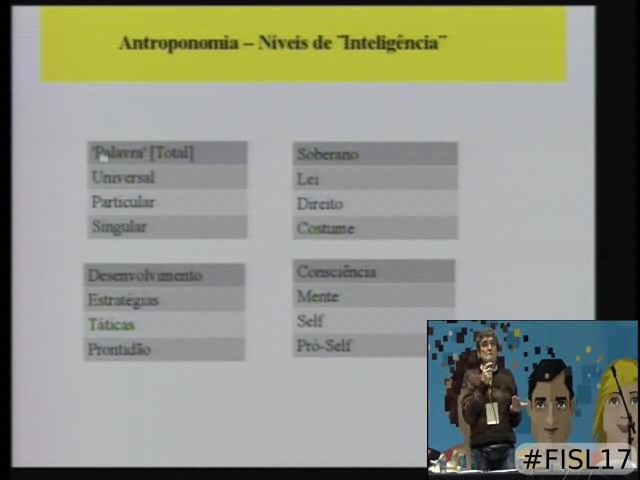 Antroponomia – Níveis de "Inteligência"
'Palavra' [Total]
Universal
Particular
Singular
Soberano
Lei
Direito
Costume
Desenvolvimento
Estratégias
Táticas
Prontidão
Consciência
Mente
Self
Pró-Self
#FISL17